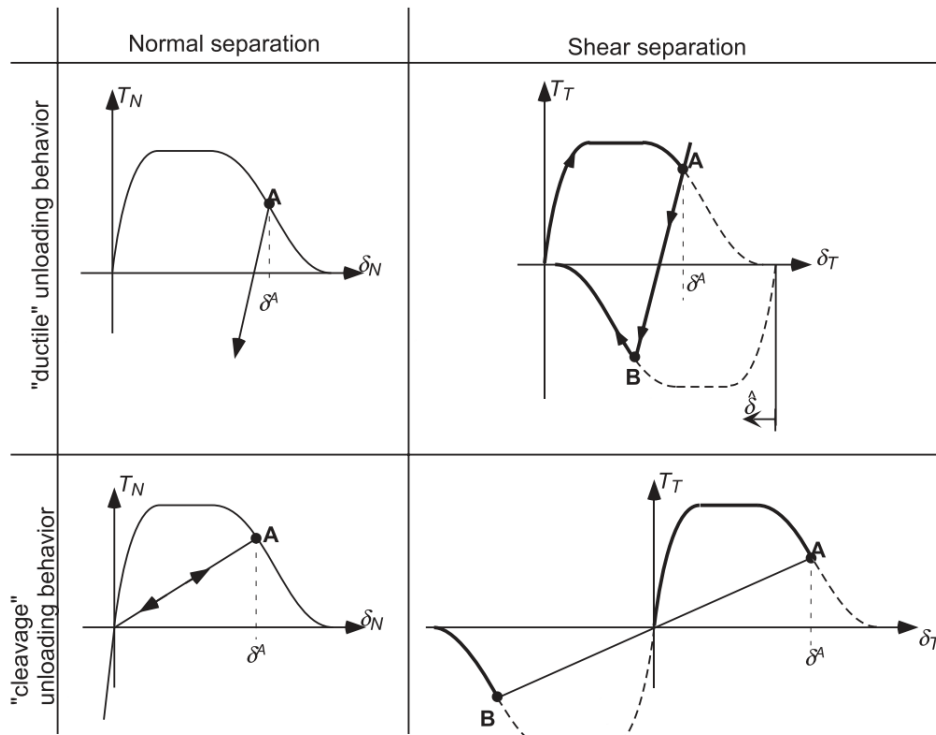 Normal separation
Shear separation
"ductile" unloading behavior
T_N
A
δ_N
δ^A
T_T
A
δ_T
δ^A
B
δ̂
"cleavage"
unloading behavior
T_N
A
δ_N
δ^A
T_T
A
δ_T
δ^A
B